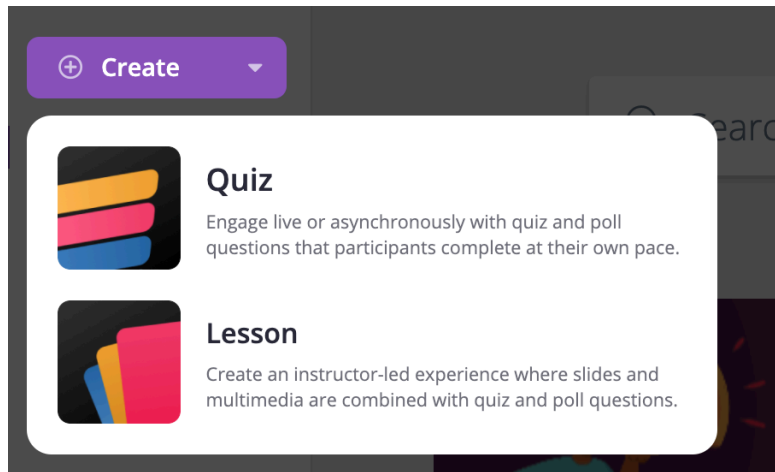 Create
Search
Quiz
Engage live or asynchronously with quiz and poll
questions that participants complete at their own pace.
Lesson
Create an instructor-led experience where slides and
multimedia are combined with quiz and poll questions.